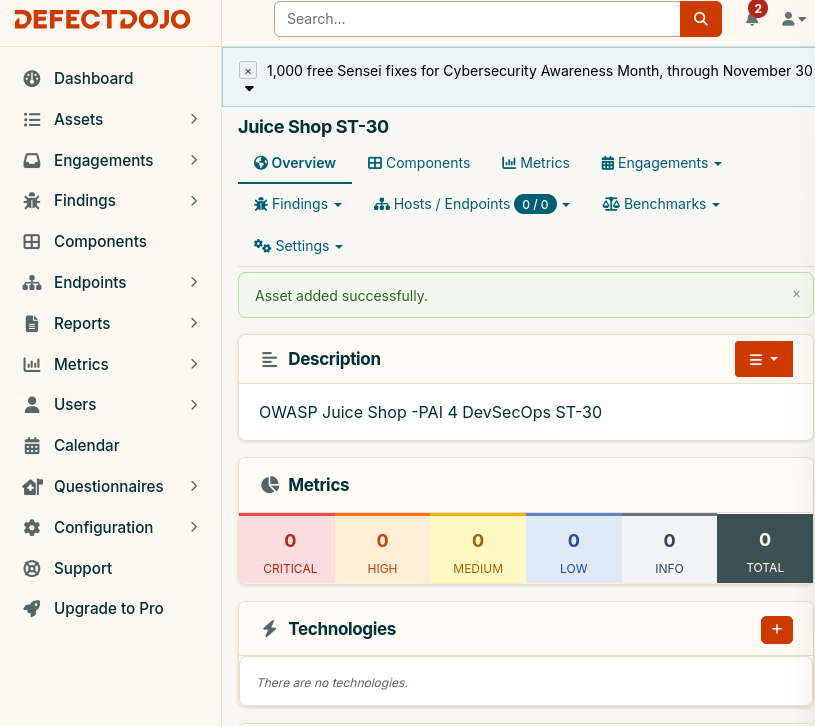 DEFECTDOJO
Search...
2
Dashboard
Assets
Engagements
Findings
Components
Endpoints
Reports
Metrics
Users
Calendar
Questionnaires
Configuration
Support
Upgrade to Pro
× 1,000 free Sensei fixes for Cybersecurity Awareness Month, through November 30
Juice Shop ST-30
Overview Components Metrics Engagements
Findings Hosts / Endpoints 0 / 0 Benchmarks
Settings
Asset added successfully. ×
Description
OWASP Juice Shop -PAI 4 DevSecOps ST-30
Metrics
0 0 0 0 0 0
CRITICAL HIGH MEDIUM LOW INFO TOTAL
Technologies +
There are no technologies.